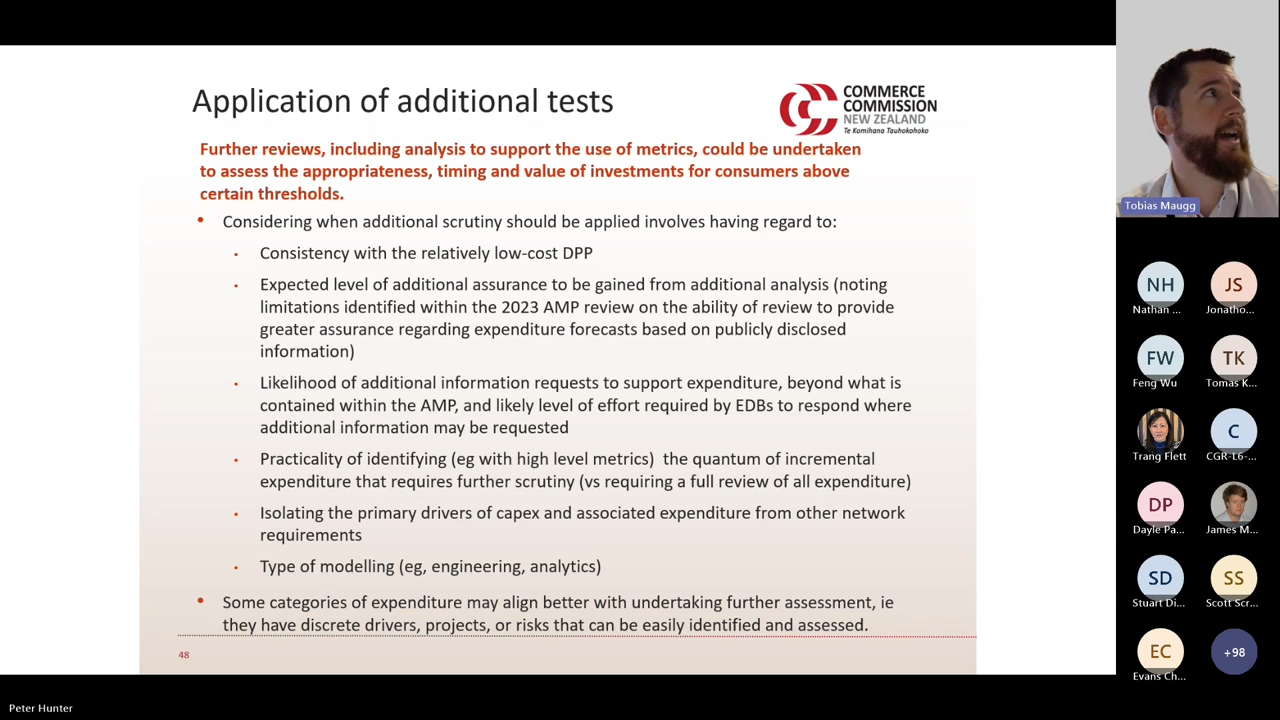 Application of additional tests
COMMERCE
COMMISSION
NEW ZEALAND
Te Komihana Tauhokohoko
Further reviews, including analysis to support the use of metrics, could be undertaken
to assess the appropriateness, timing and value of investments for consumers above
certain thresholds.
• Considering when additional scrutiny should be applied involves having regard to:
• Consistency with the relatively low-cost DPP
• Expected level of additional assurance to be gained from additional analysis (noting
limitations identified within the 2023 AMP review on the ability of review to provide
greater assurance regarding expenditure forecasts based on publicly disclosed
information)
• Likelihood of additional information requests to support expenditure, beyond what is
contained within the AMP, and likely level of effort required by EDBs to respond where
additional information may be requested
• Practicality of identifying (eg with high level metrics)  the quantum of incremental
expenditure that requires further scrutiny (vs requiring a full review of all expenditure)
• Isolating the primary drivers of capex and associated expenditure from other network
requirements
• Type of modelling (eg, engineering, analytics)
• Some categories of expenditure may align better with undertaking further assessment, ie
they have discrete drivers, projects, or risks that can be easily identified and assessed.
48
Tobias Maugg
NH
JS
Nathan ...
Jonatho...
FW
TK
Feng Wu
Tomas K...
C
Trang Flett
CGR-L6-...
DP
Dayle Pa...
James M...
SD
SS
Stuart Di...
Scott Scr...
EC
+98
Evans Ch...
Peter Hunter